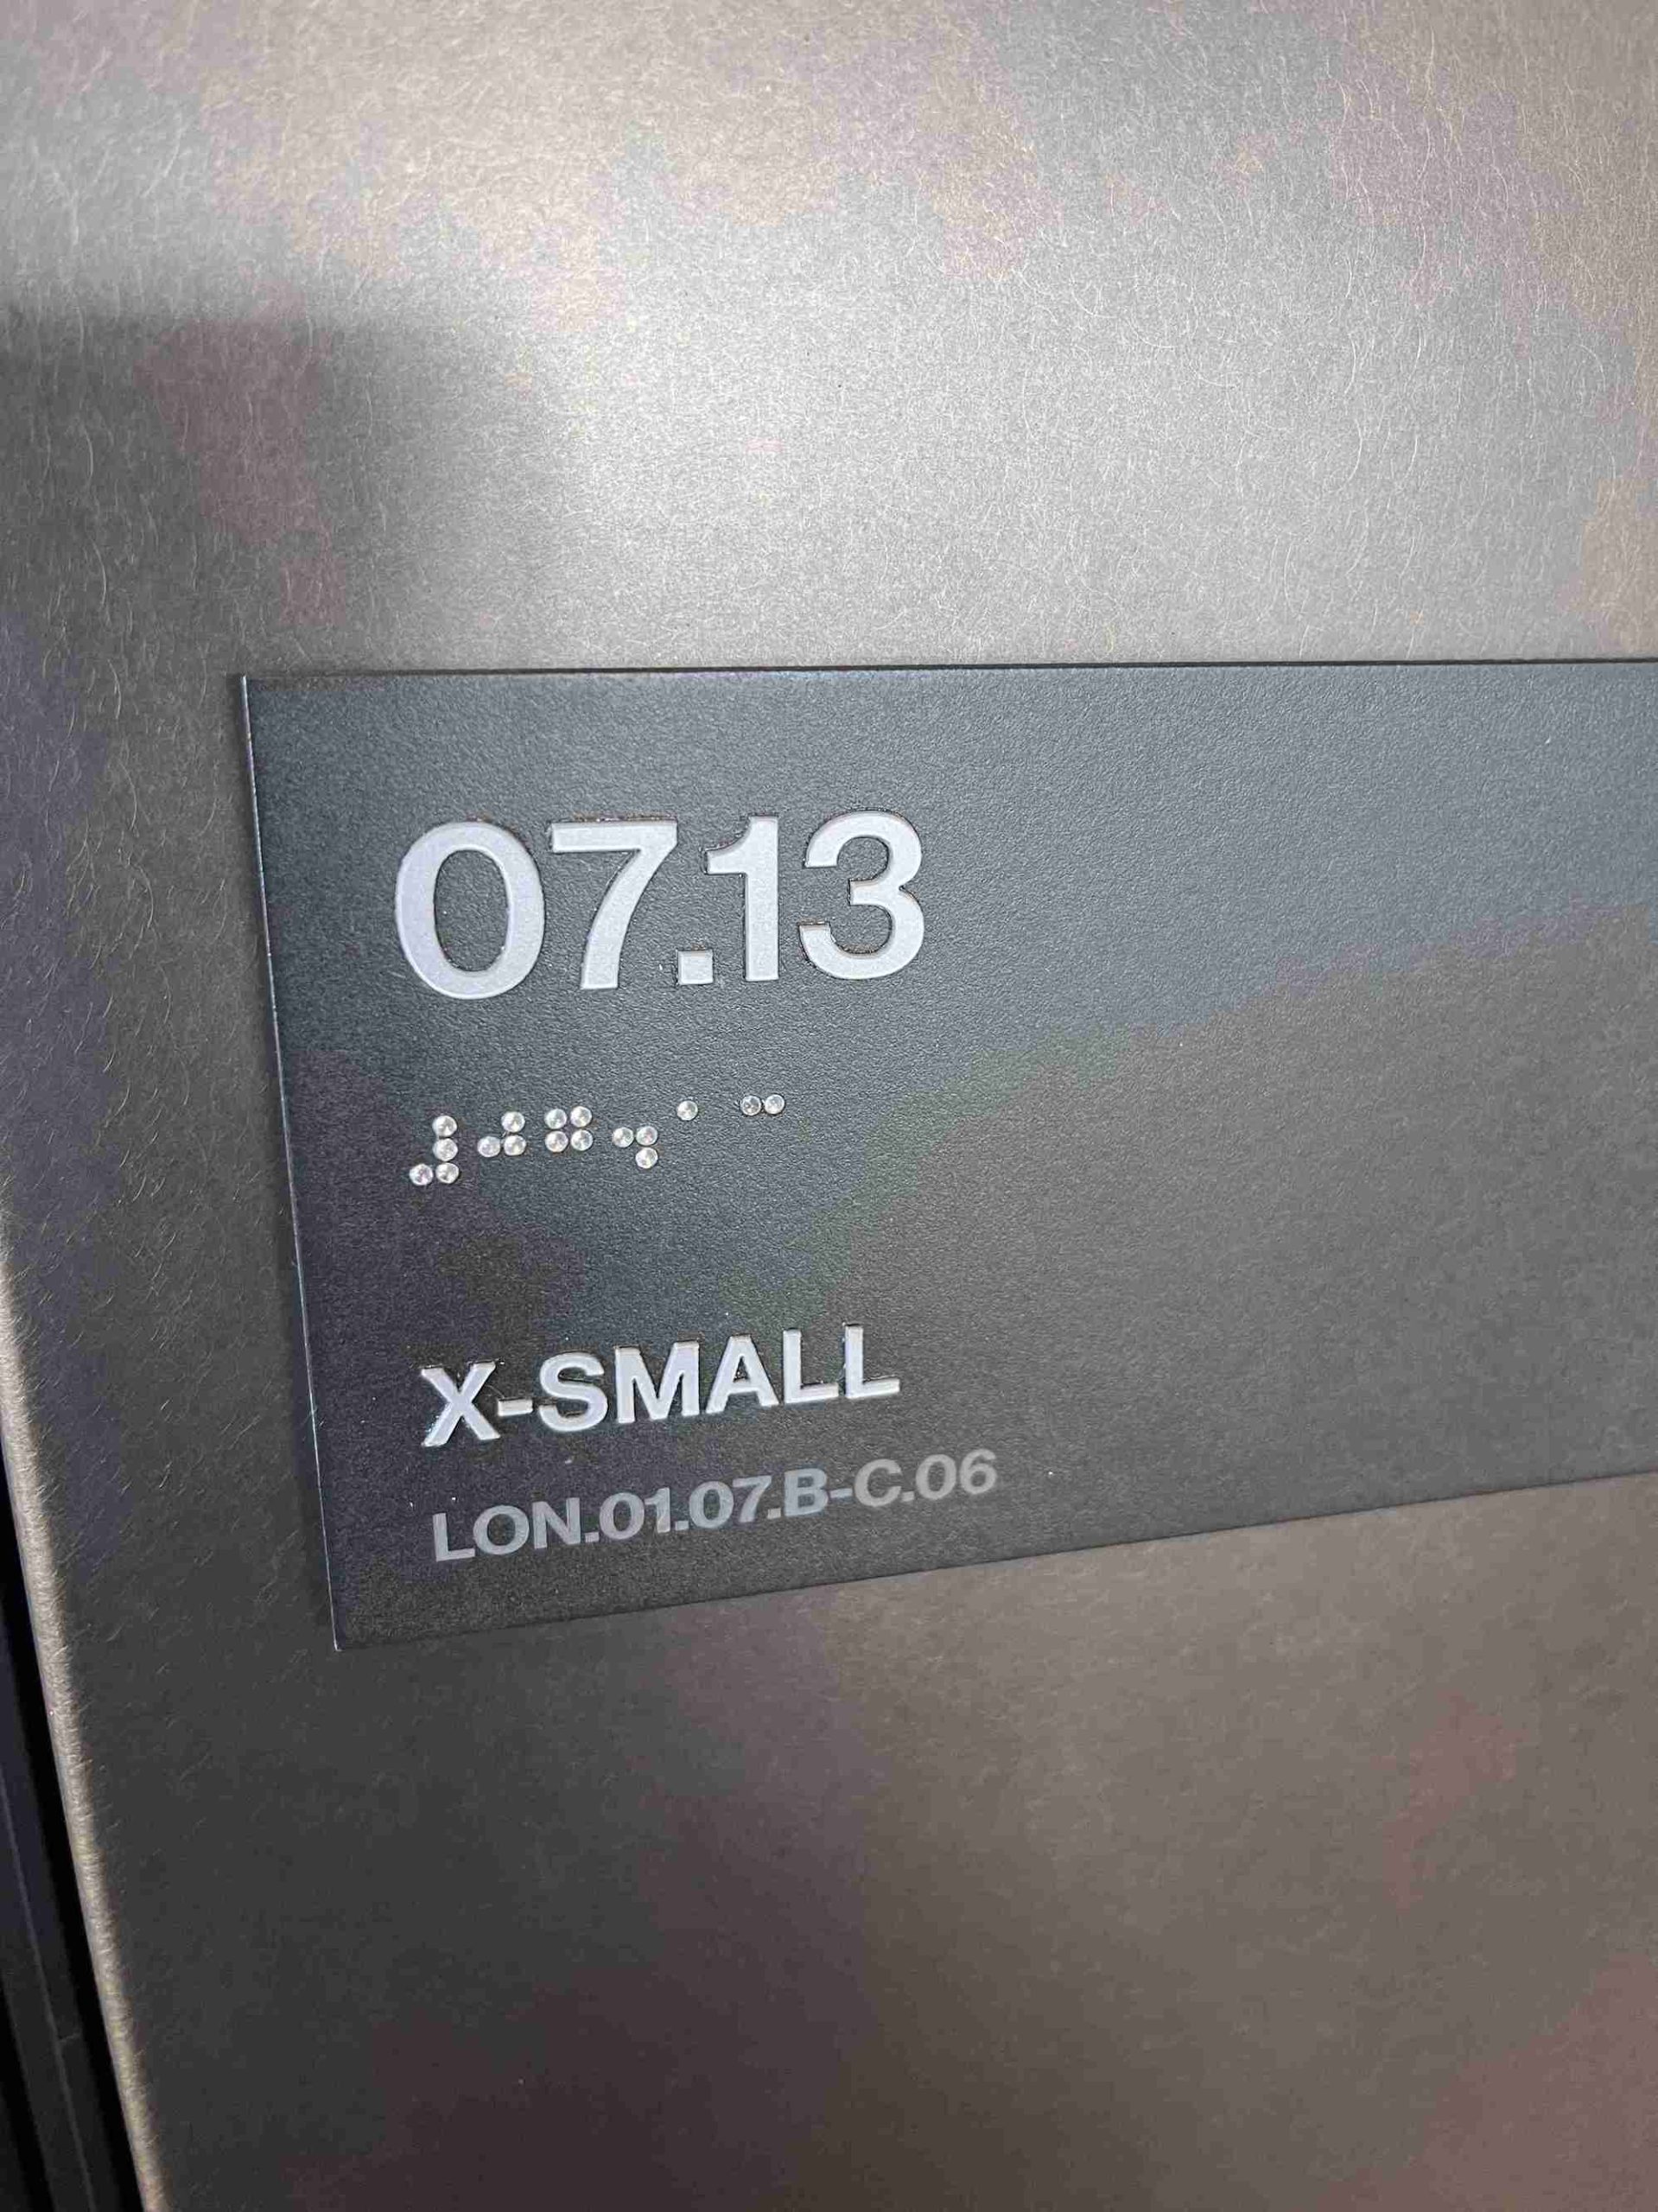 07.13
⠼⠚⠛⠲⠁⠉
X-SMALL
LON.01.07.B-C.06